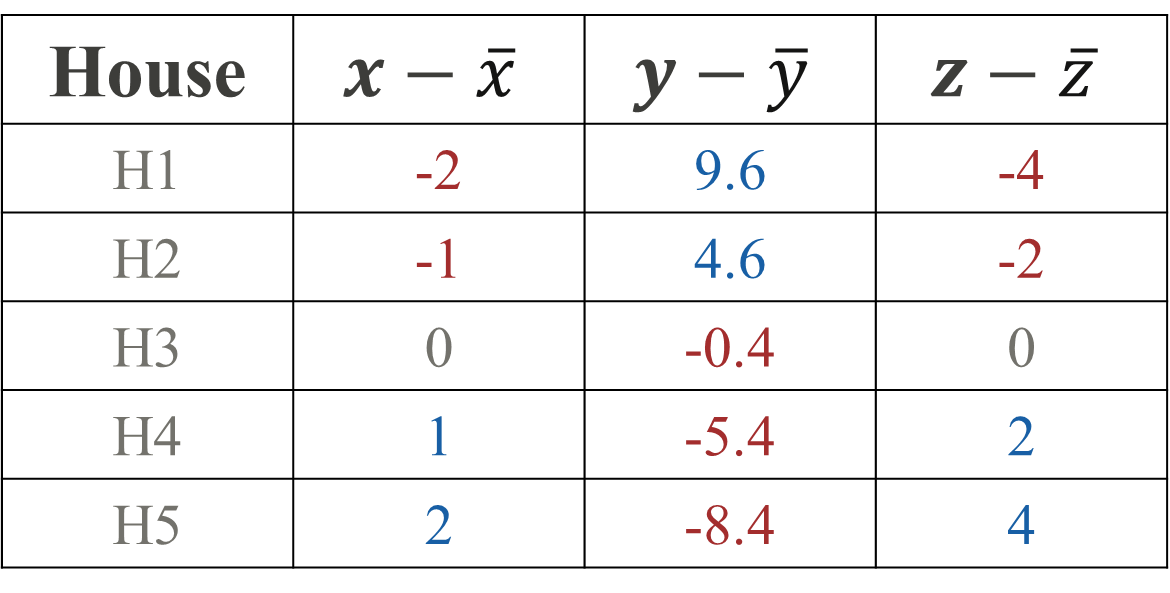 House x − x̄ y − ȳ z − z̄
H1 -2 9.6 -4
H2 -1 4.6 -2
H3 0 -0.4 0
H4 1 -5.4 2
H5 2 -8.4 4